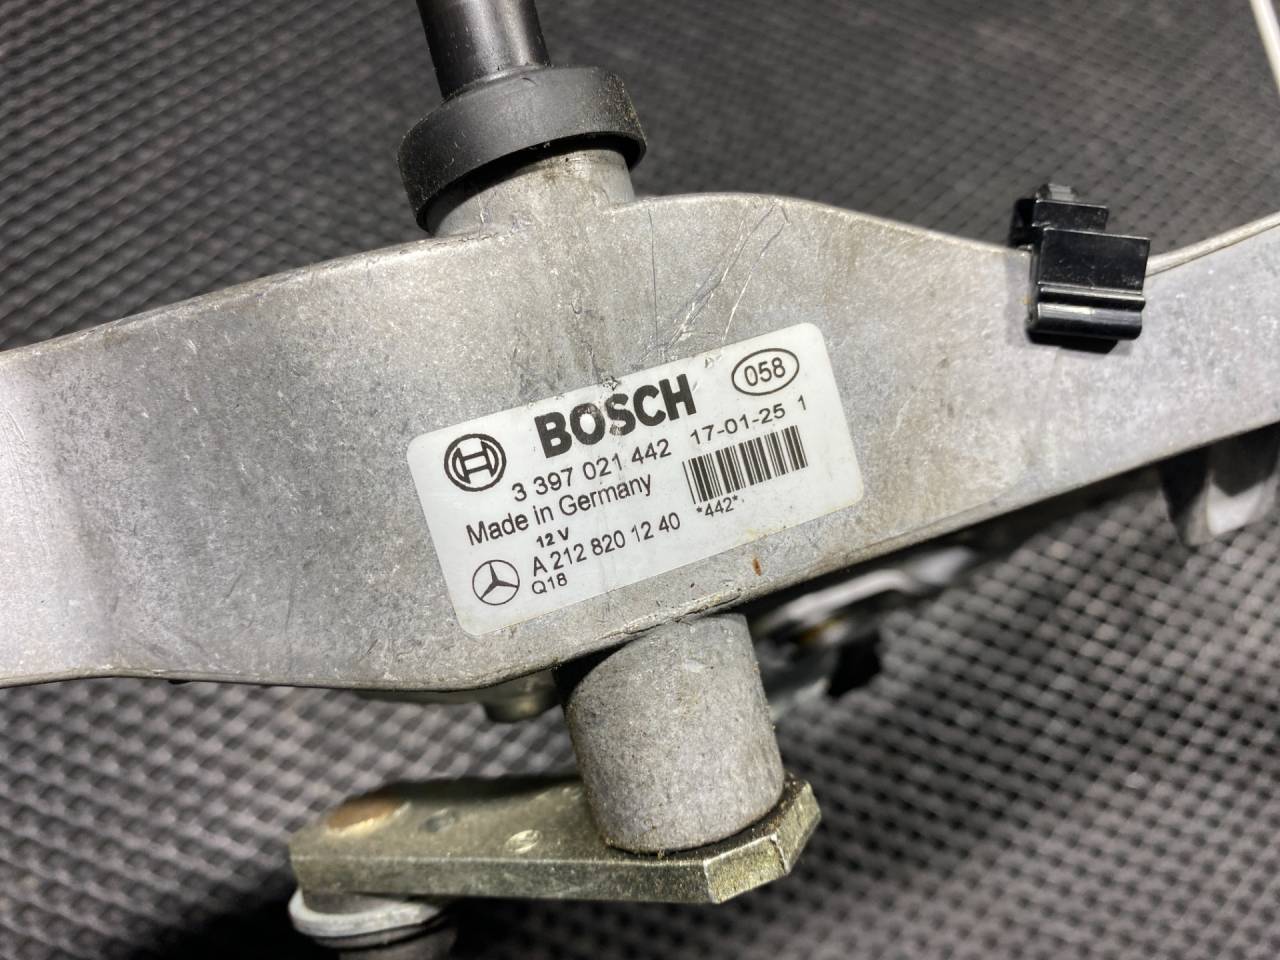 BOSCH 058
3 397 021 442 17-01-25 1
Made in Germany
12 V *442*
A 212 820 12 40
Q18